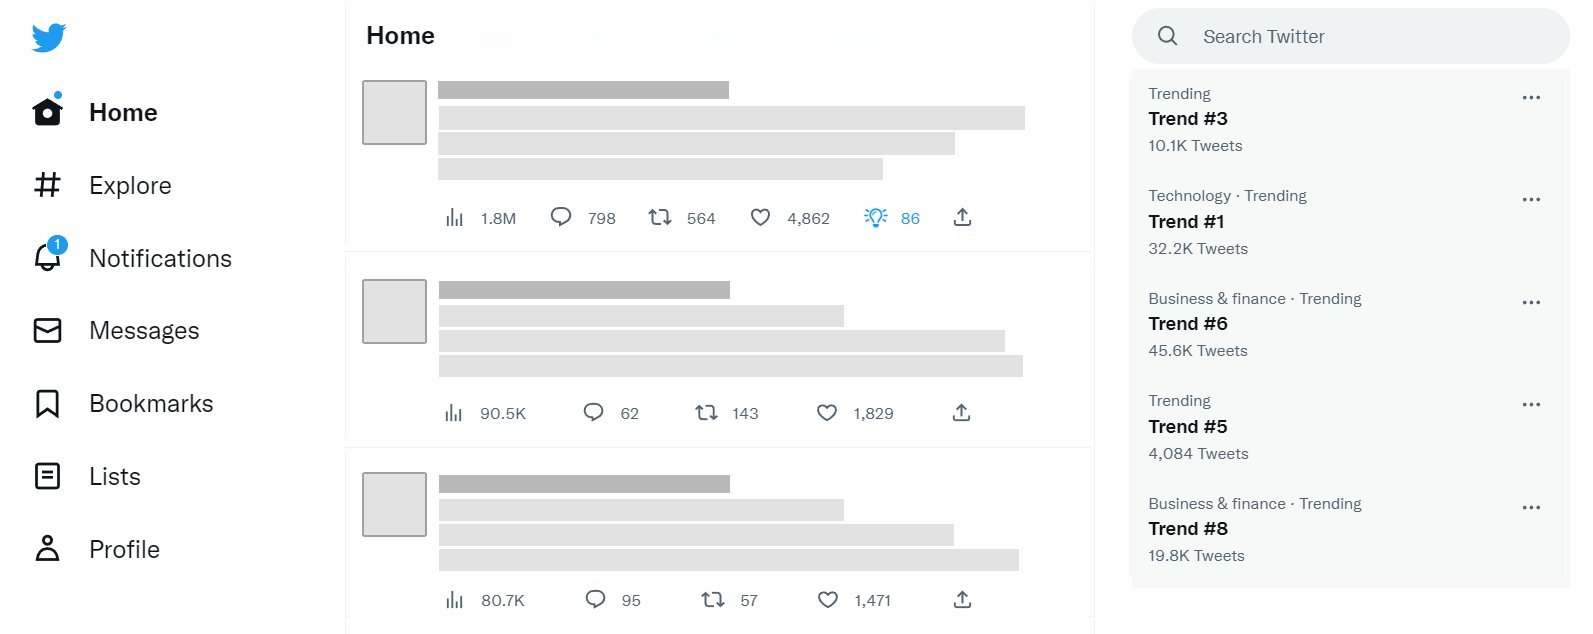 Home
Explore
1
Notifications
Messages
Bookmarks
Lists
Profile
Home
1.8M 798 564 4,862 86
90.5K 62 143 1,829
80.7K 95 57 1,471
Search Twitter
Trending
Trend #3
10.1K Tweets
Technology · Trending
Trend #1
32.2K Tweets
Business & finance · Trending
Trend #6
45.6K Tweets
Trending
Trend #5
4,084 Tweets
Business & finance · Trending
Trend #8
19.8K Tweets